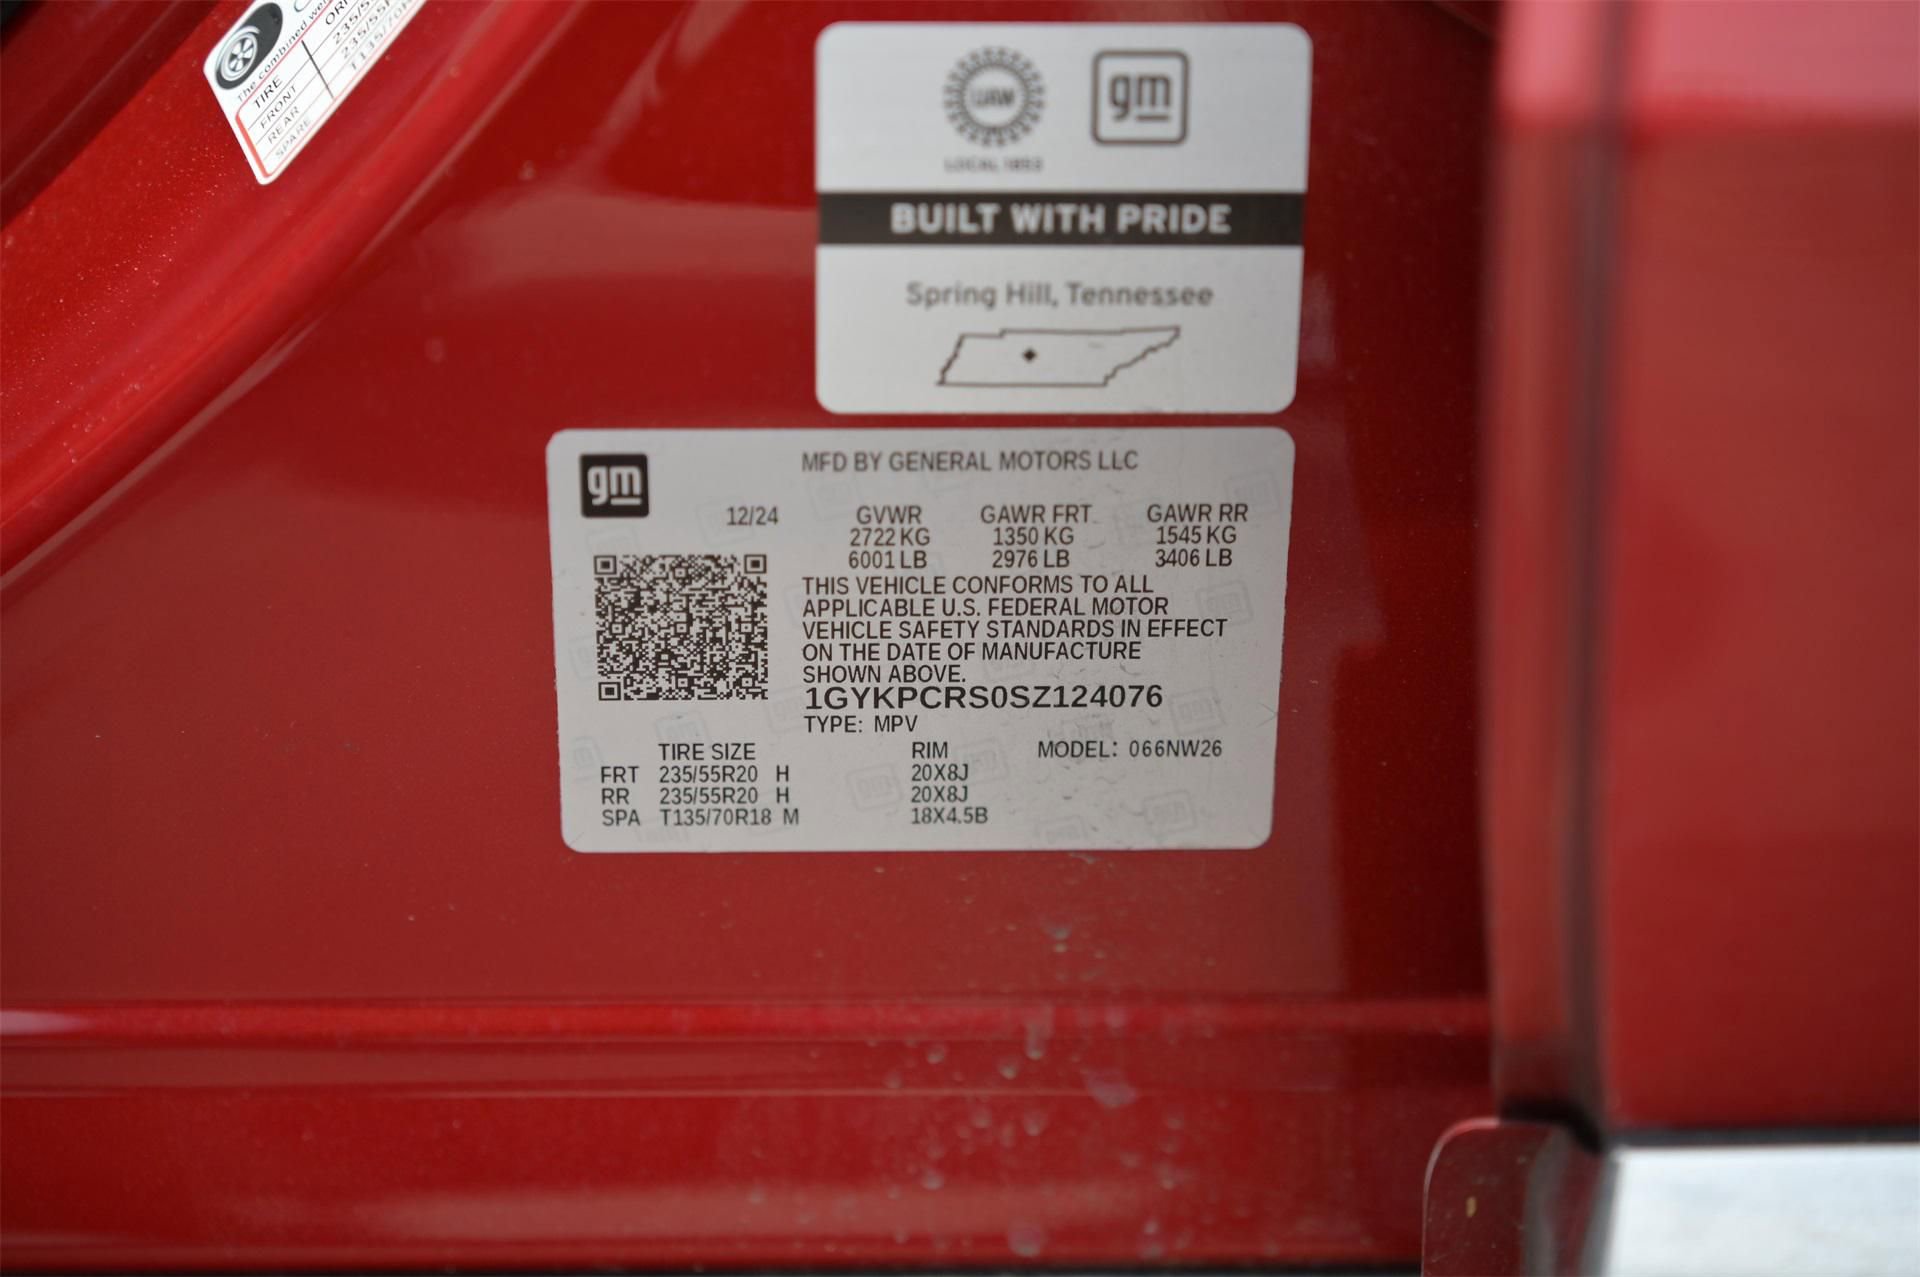 The combined wei
TIRE
FRONT
REAR
SPARE
UAW
LOCAL 1853
gm
BUILT WITH PRIDE
Spring Hill, Tennessee
gm
MFD BY GENERAL MOTORS LLC
12/24 GVWR GAWR FRT GAWR RR
2722 KG 1350 KG 1545 KG
6001 LB 2976 LB 3406 LB
THIS VEHICLE CONFORMS TO ALL
APPLICABLE U.S. FEDERAL MOTOR
VEHICLE SAFETY STANDARDS IN EFFECT
ON THE DATE OF MANUFACTURE
SHOWN ABOVE.
1GYKPCRS0SZ124076
TYPE: MPV
TIRE SIZE RIM MODEL: 066NW26
FRT 235/55R20 H 20X8J
RR 235/55R20 H 20X8J
SPA T135/70R18 M 18X4.5B